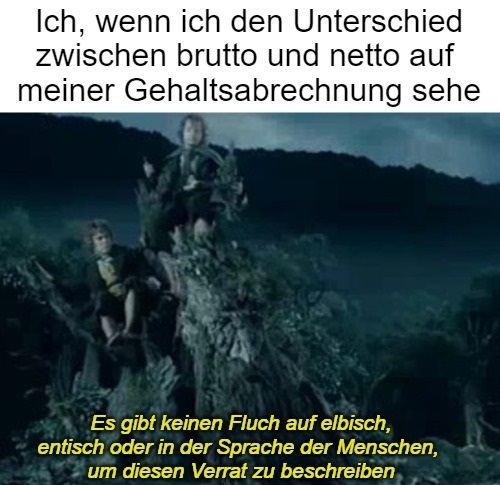 Ich, wenn ich den Unterschied
zwischen brutto und netto auf
meiner Gehaltsabrechnung sehe
Es gibt keinen Fluch auf elbisch,
entisch oder in der Sprache der Menschen,
um diesen Verrat zu beschreiben